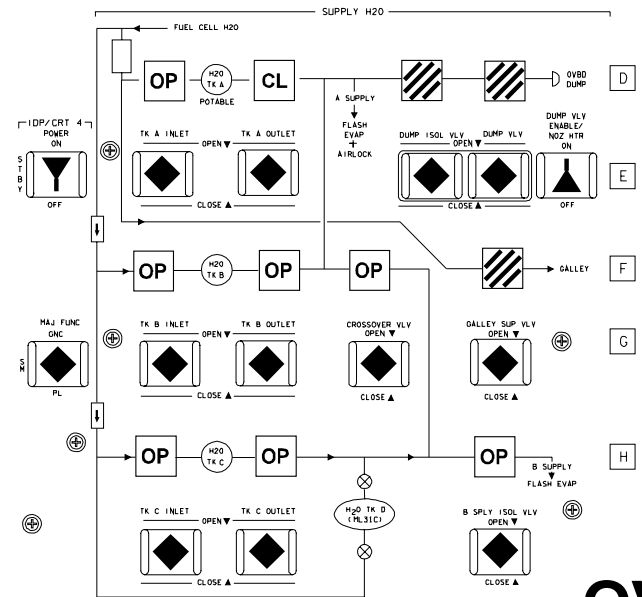 SUPPLY H2O
FUEL CELL H2O
OP
H2O
TK A
POTABLE
CL
A SUPPLY
FLASH
EVAP
+
AIRLOCK
OVBD
DUMP
D
IDP/CRT 4
POWER
ON
STBY
OFF
TK A INLET
TK A OUTLET
OPEN ▼
CLOSE ▲
DUMP ISOL VLV
DUMP VLV
OPEN ▼
CLOSE ▲
DUMP VLV
ENABLE/
NOZ HTR
ON
OFF
E
OP
H2O
TK B
OP
OP
GALLEY
F
MAJ FUNC
GNC
SM
PL
TK B INLET
TK B OUTLET
OPEN ▼
CLOSE ▲
CROSSOVER VLV
OPEN ▼
CLOSE ▲
GALLEY SUP VLV
OPEN ▼
CLOSE ▲
G
OP
H2O
TK C
OP
OP
B SUPPLY
FLASH EVAP
H
H2O TK D
(ML31C)
TK C INLET
TK C OUTLET
OPEN ▼
CLOSE ▲
B SPLY ISOL VLV
OPEN ▼
CLOSE ▲